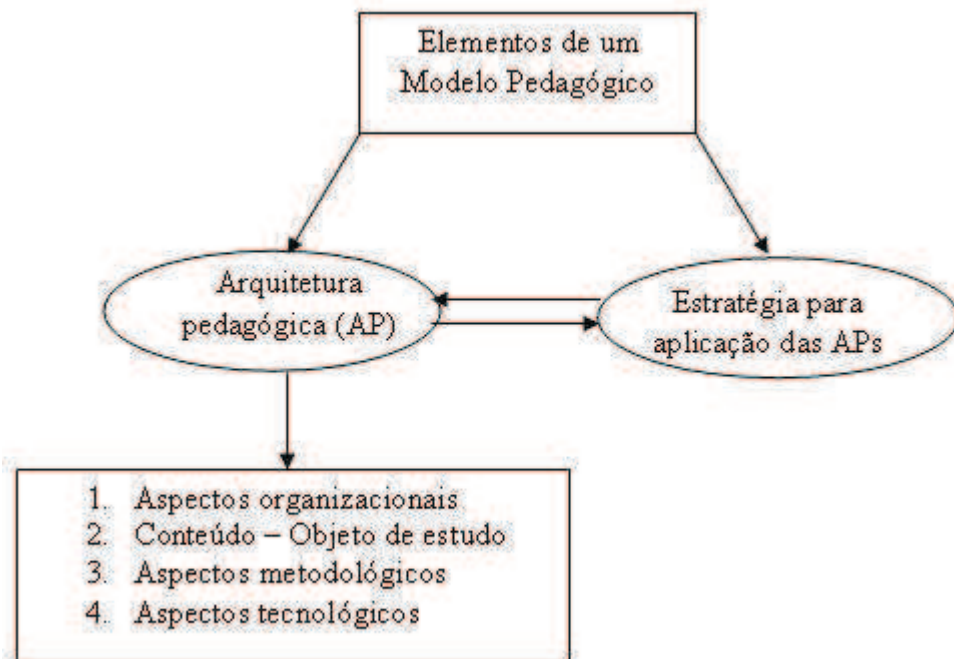 Elementos de um
Modelo Pedagógico
Arquitetura
pedagógica (AP)
Estratégia para
aplicação das APs
1. Aspectos organizacionais
2. Conteúdo – Objeto de estudo
3. Aspectos metodológicos
4. Aspectos tecnológicos